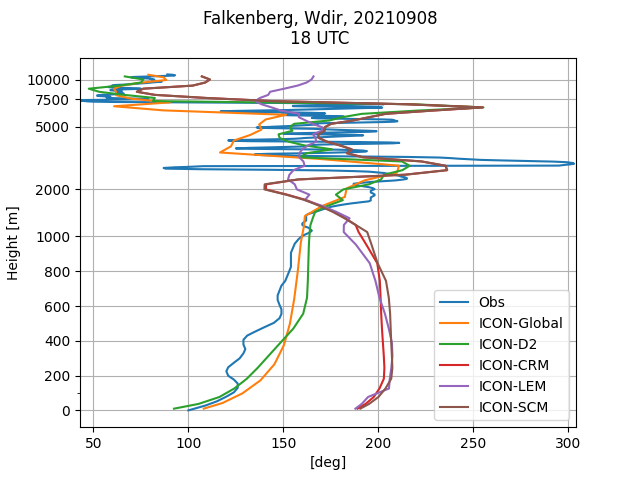 Falkenberg, Wdir, 20210908
18 UTC
10000
7500
5000
2000
1000
800
600
400
200
0
Height [m]
50
100
150
200
250
300
[deg]
Obs
ICON-Global
ICON-D2
ICON-CRM
ICON-LEM
ICON-SCM